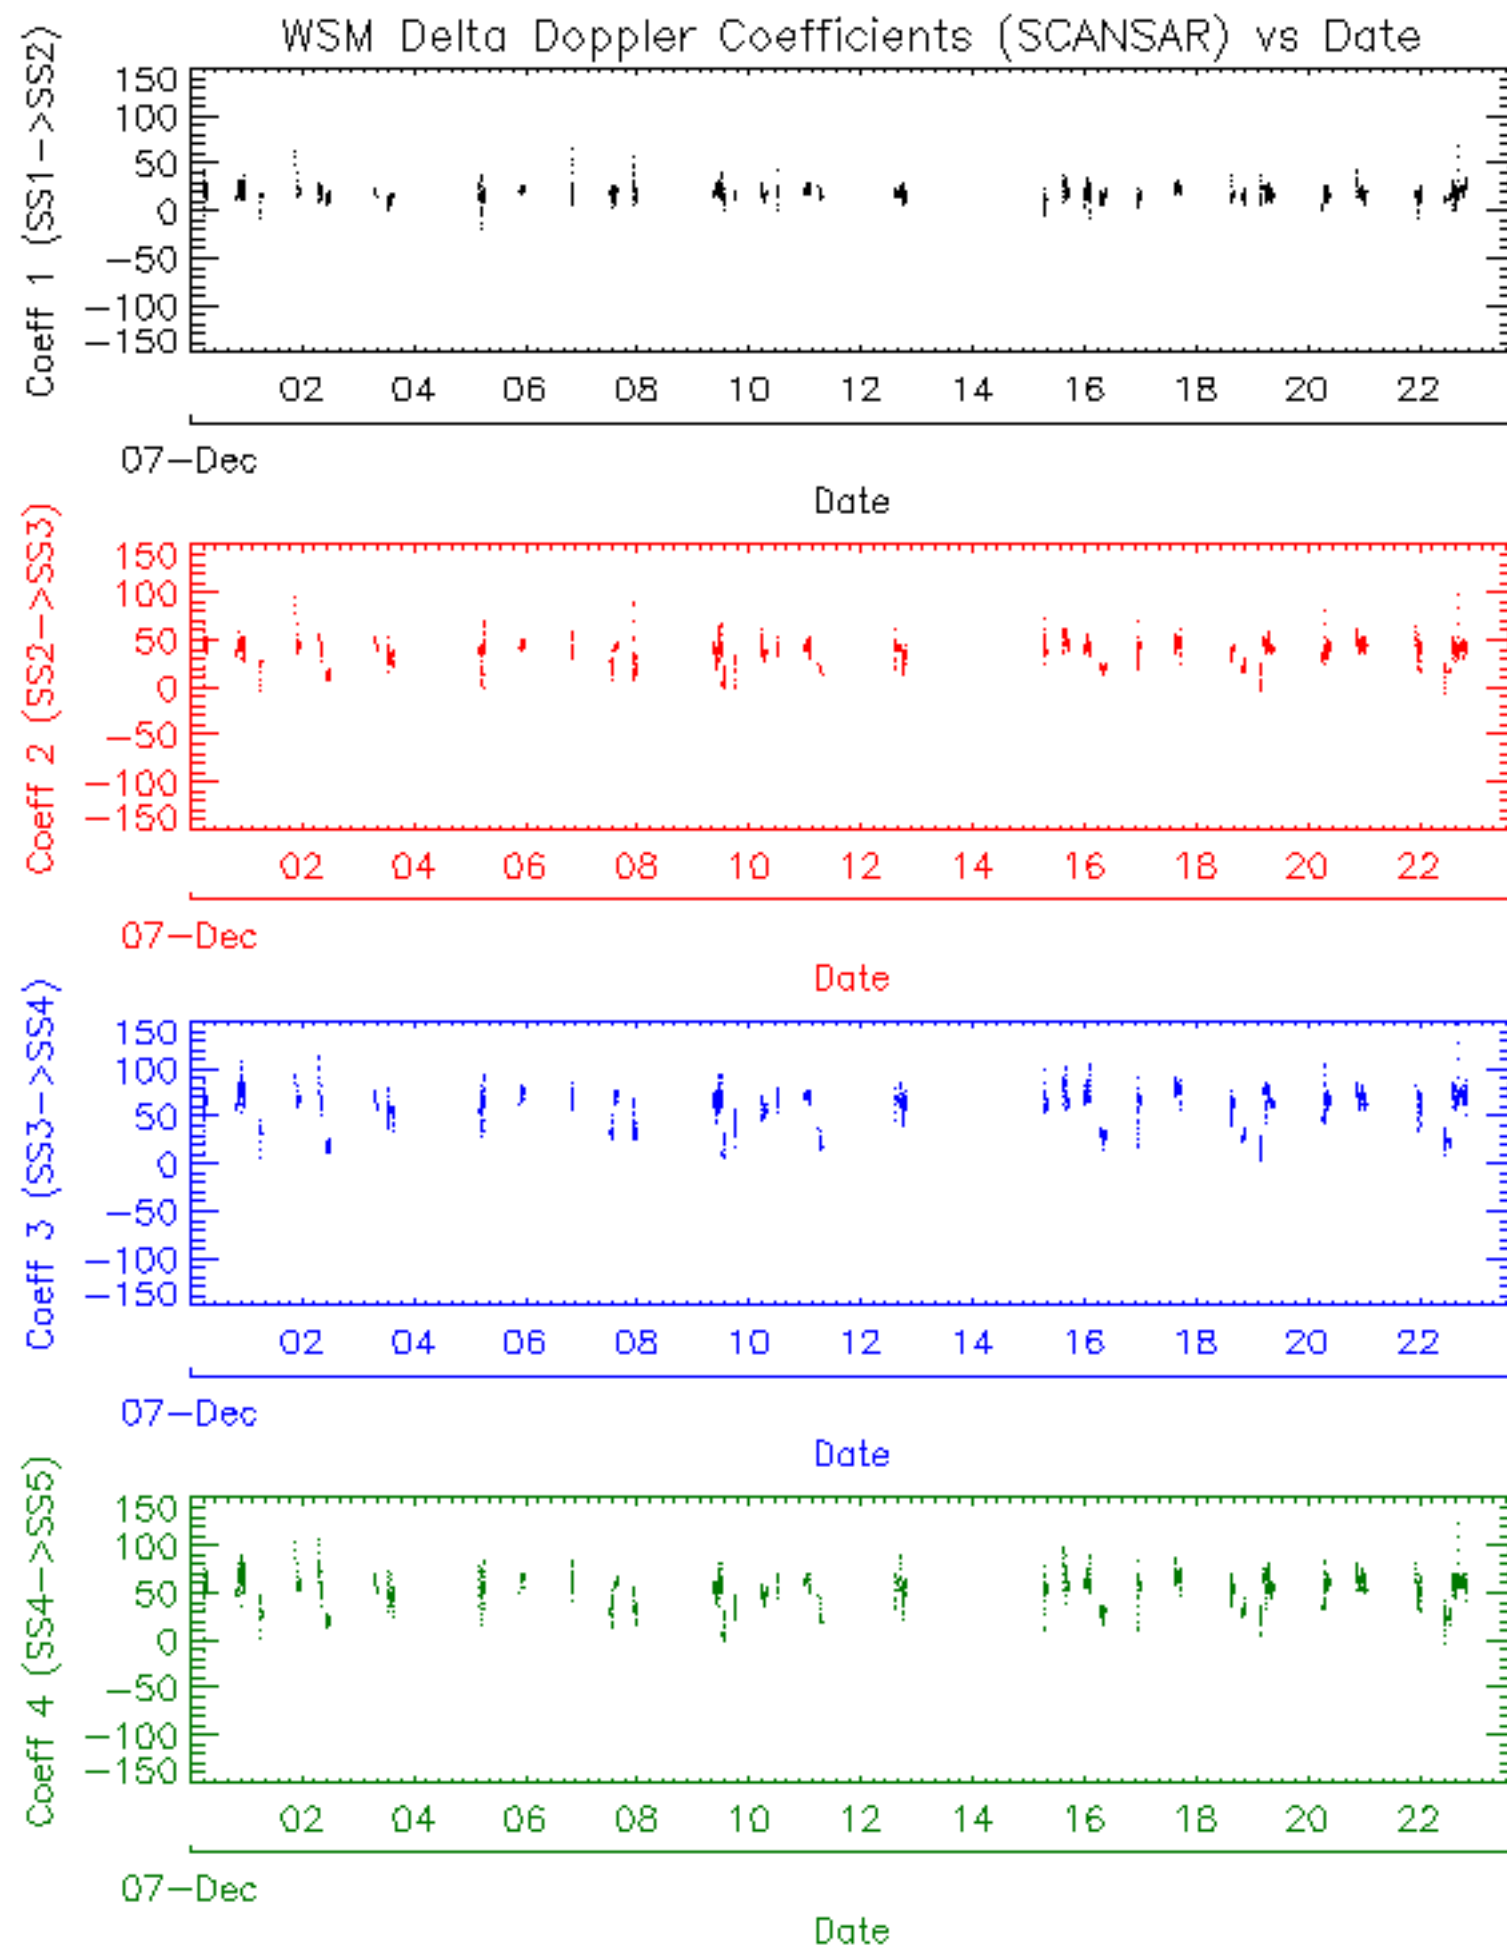 WSM Delta Doppler Coefficients (SCANSAR) vs Date
Coeff 1 (SS1->SS2)
150
100
50
0
-50
-100
-150
02 04 06 08 10 12 14 16 18 20 22
07-Dec
Date
Coeff 2 (SS2->SS3)
150
100
50
0
-50
-100
-150
02 04 06 08 10 12 14 16 18 20 22
07-Dec
Date
Coeff 3 (SS3->SS4)
150
100
50
0
-50
-100
-150
02 04 06 08 10 12 14 16 18 20 22
07-Dec
Date
Coeff 4 (SS4->SS5)
150
100
50
0
-50
-100
-150
02 04 06 08 10 12 14 16 18 20 22
07-Dec
Date